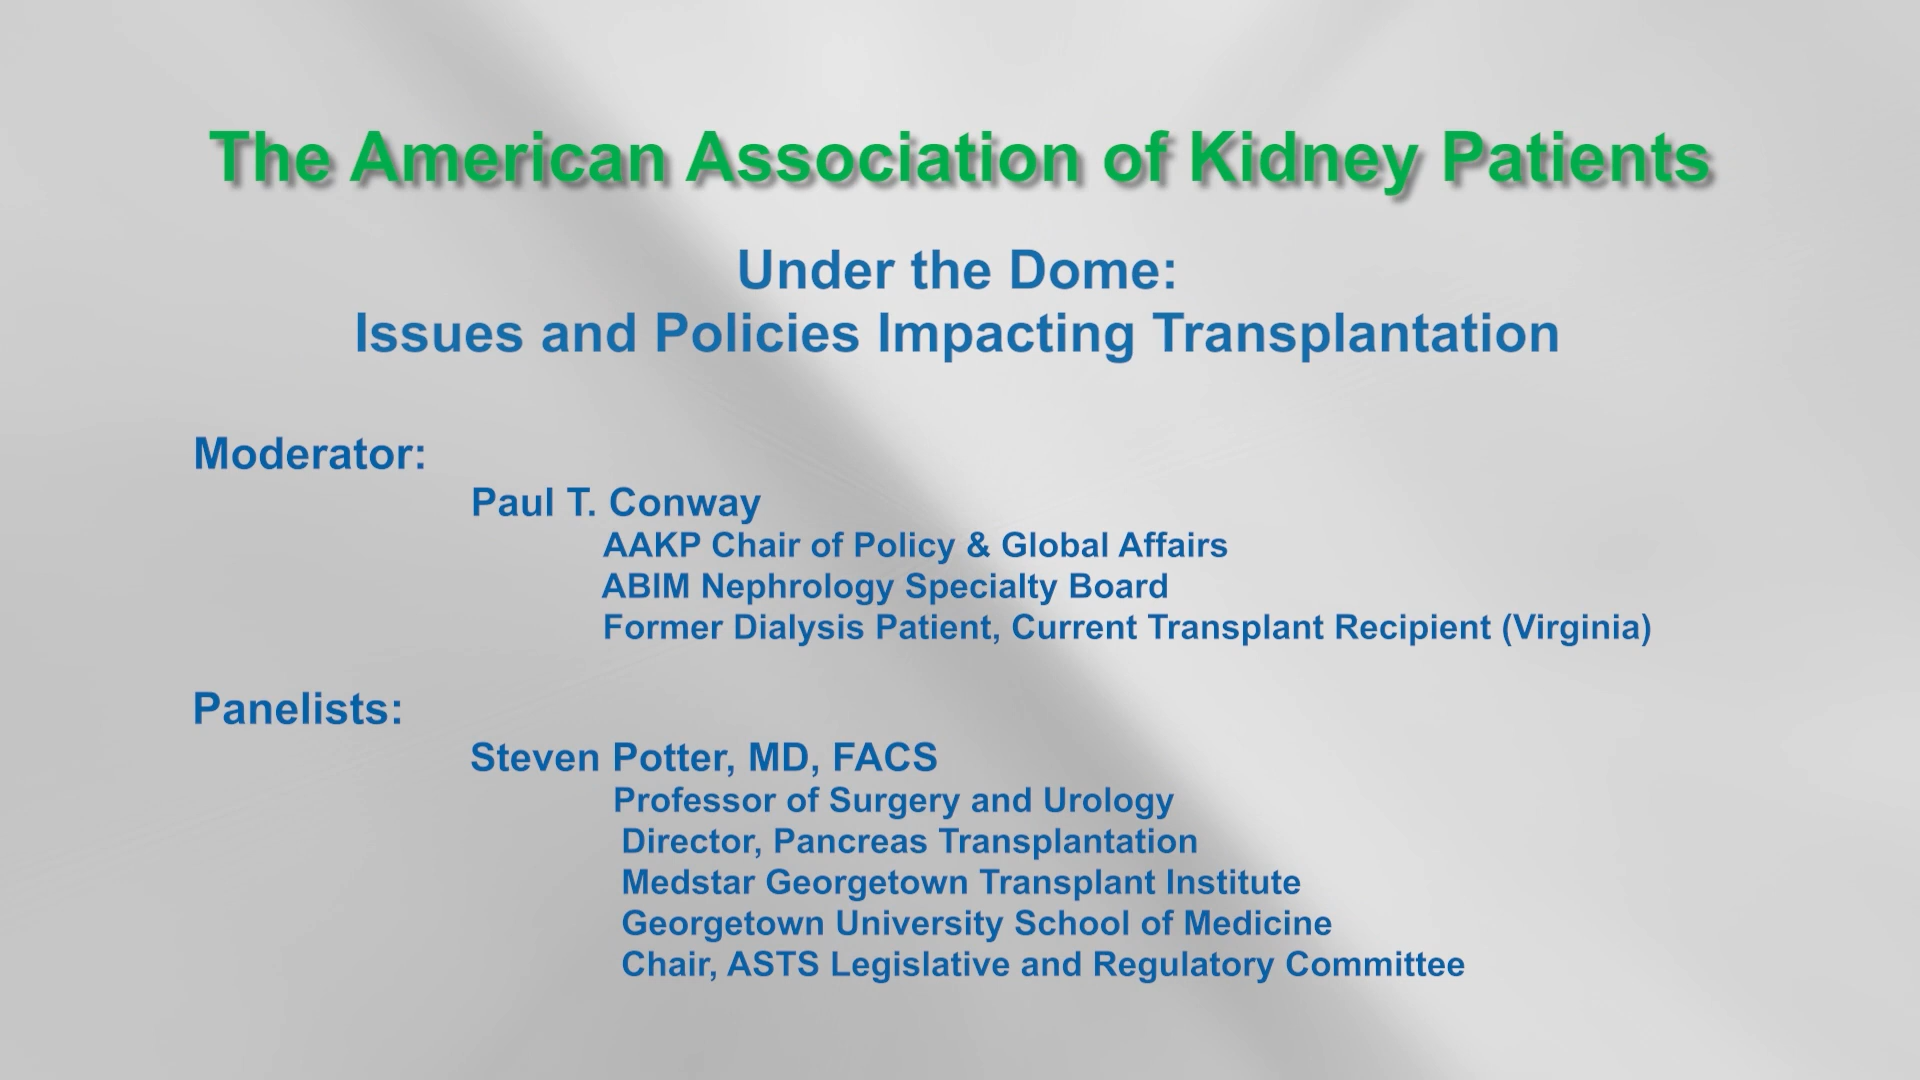 The American Association of Kidney Patients
Under the Dome:
Issues and Policies Impacting Transplantation
Moderator:
Paul T. Conway
AAKP Chair of Policy & Global Affairs
ABIM Nephrology Specialty Board
Former Dialysis Patient, Current Transplant Recipient (Virginia)
Panelists:
Steven Potter, MD, FACS
Professor of Surgery and Urology
Director, Pancreas Transplantation
Medstar Georgetown Transplant Institute
Georgetown University School of Medicine
Chair, ASTS Legislative and Regulatory Committee